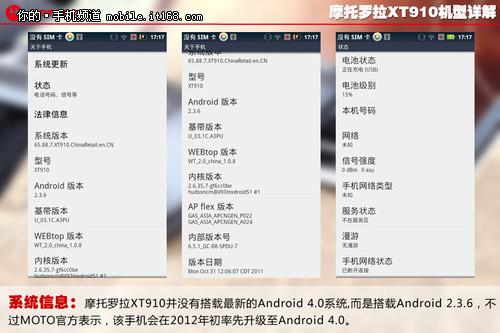 你的·手机频道 mobile.it168.com
摩托罗拉XT910机型详解
没有 SIM 卡 17:17
关于手机
系统更新
状态
电话号码、信号等
法律信息
系统版本
65.88.7.XT910.ChinaRetail.en.CN
型号
XT910
Android 版本
2.3.6
基带版本
U_03.1C.A3PU
WEBtop 版本
WT_2.0_china_1.0.8
内核版本
2.6.35.7-gf6cc0be
没有 SIM 卡 17:17
关于手机
系统版本
65.88.7.XT910.ChinaRetail.en.CN
型号
XT910
Android 版本
2.3.6
基带版本
U_03.1C.A3PU
WEBtop 版本
WT_2.0_china_1.0.8
内核版本
2.6.35.7-gf6cc0be
hudsoncm@il93lnxdroid51 #1
AP flex 版本
GAS_ASIA_APCNGEN_P022
GAS_ASIA_APCNGEN_P024
内部版本号
6.5.1_GC-88-SPDU-7
版本日期
Mon Oct 31 12:06:07 CDT 2011
没有 SIM 卡 17:17
状态
电池状态
正在充电 (USB)
电池级别
15%
本机号码
网络
未知
信号强度
0 dBm 0 asu
手机网络类型
未知
服务状态
不在服务区
漫游
无漫游
手机网络状态
已断开连接
系统信息：摩托罗拉XT910并没有搭载最新的Android 4.0系统,而是搭载Android 2.3.6，不
过MOTO官方表示，该手机会在2012年初率先升级至Android 4.0。